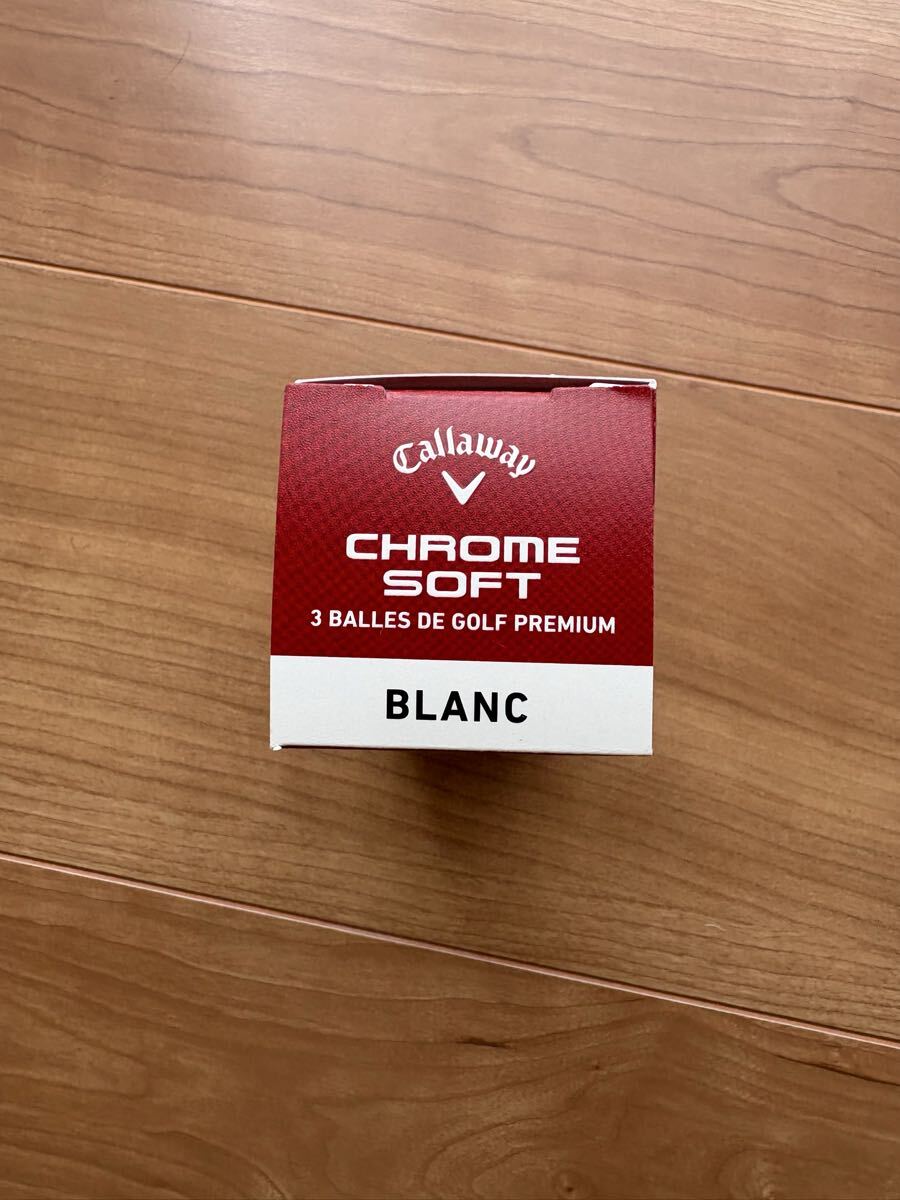 Callaway
CHROME
SOFT
3 BALLES DE GOLF PREMIUM
BLANC